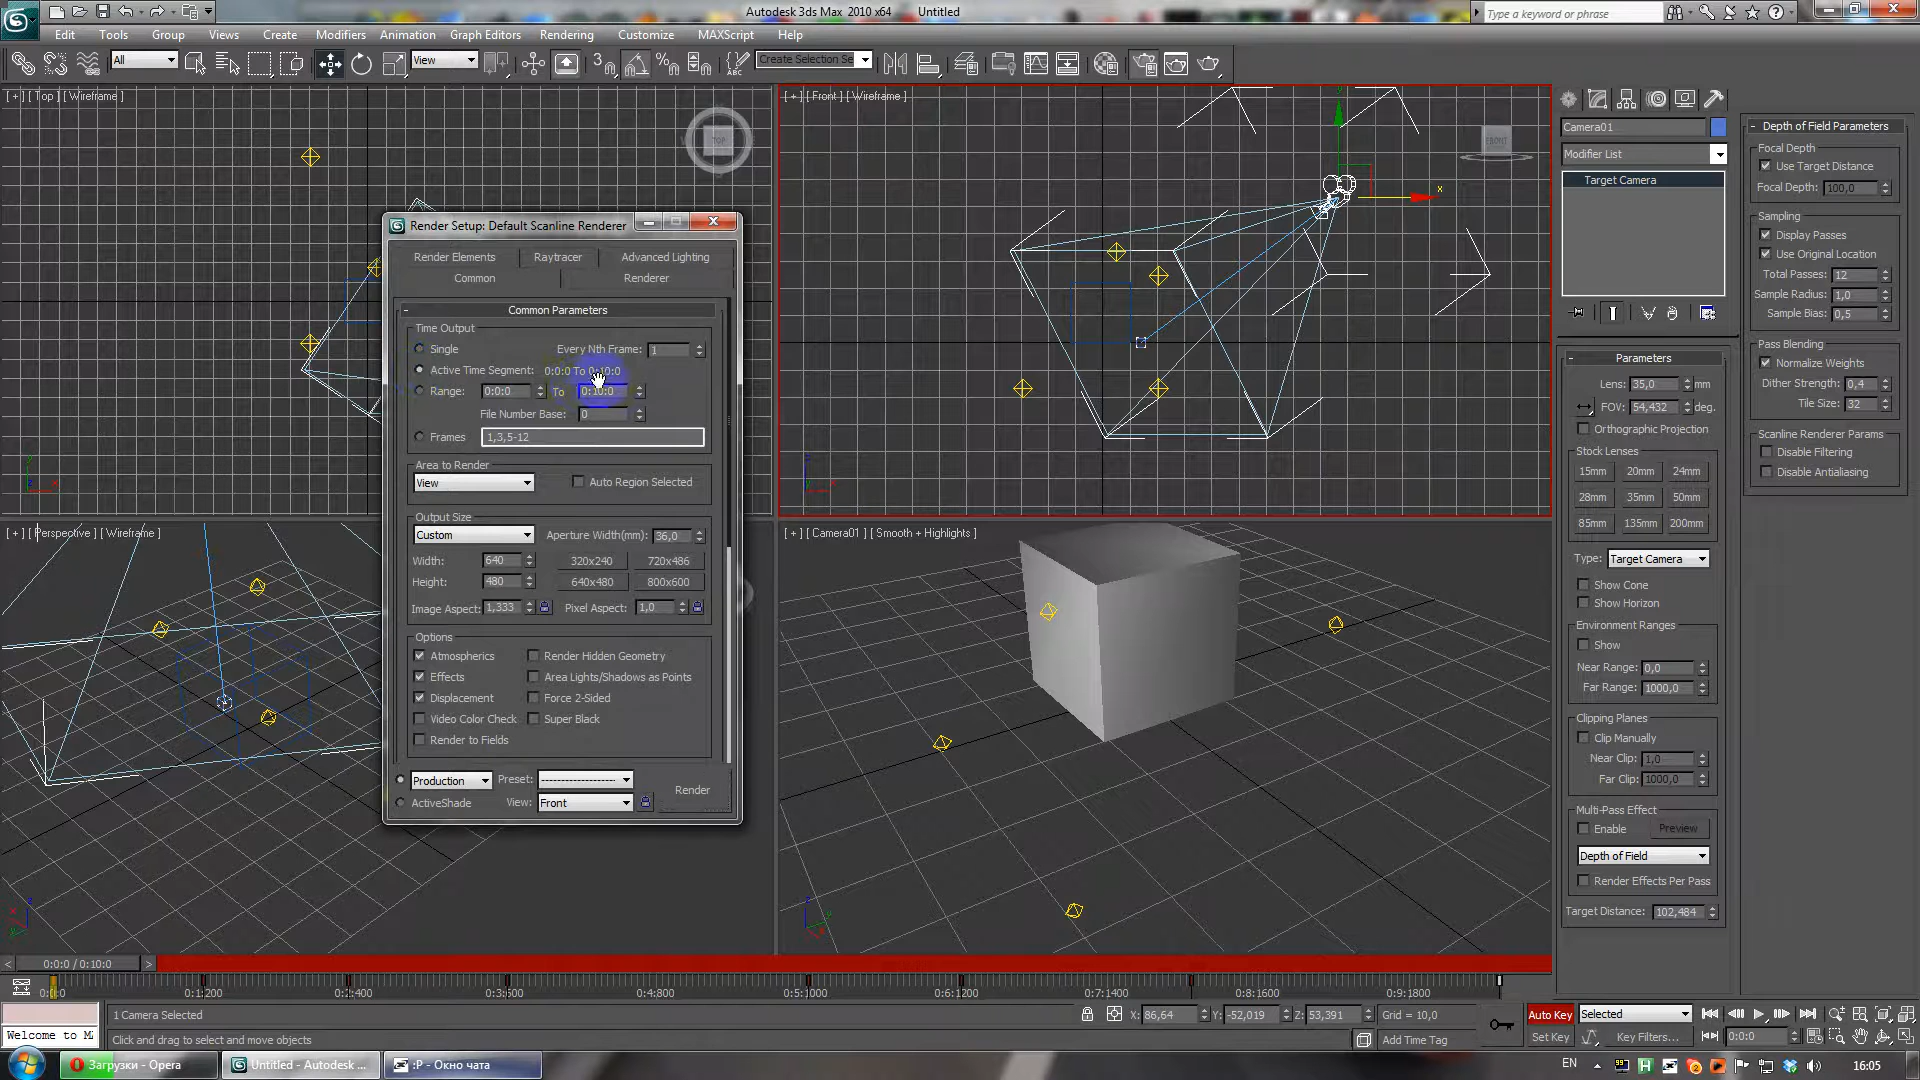 Autodesk 3ds Max 2010 x64 Untitled
Type a keyword or phrase
Edit Tools Group Views Create Modifiers Animation Graph Editors Rendering Customize MAXScript Help
All View Create Selection Se
[ + ] [ Top ] [ Wireframe ]
TOP
[ + ] [ Front ] [ Wireframe ]
FRONT
y
x
[ + ] [ Perspective ] [ Wireframe ]
[ + ] [ Camera01 ] [ Smooth + Highlights ]
Render Setup: Default Scanline Renderer
Render Elements Raytracer Advanced Lighting
Common Renderer
- Common Parameters
Time Output
Single Every Nth Frame: 1
Active Time Segment: 0:0:0 To 0:10:0
Range: 0:0:0 To 0:10:0
File Number Base: 0
Frames 1,3,5-12
Area to Render
View Auto Region Selected
Output Size
Custom Aperture Width(mm): 36,0
Width: 640 320x240 720x486
Height: 480 640x480 800x600
Image Aspect: 1,333 Pixel Aspect: 1,0
Options
Atmospherics Render Hidden Geometry
Effects Area Lights/Shadows as Points
Displacement Force 2-Sided
Video Color Check Super Black
Render to Fields
Production Preset: --------------------
ActiveShade View: Front
Render
Camera01
Modifier List
Target Camera
- Parameters
Lens: 35,0 mm
FOV: 54,432 deg.
Orthographic Projection
Stock Lenses
15mm 20mm 24mm
28mm 35mm 50mm
85mm 135mm 200mm
Type: Target Camera
Show Cone
Show Horizon
Environment Ranges
Show
Near Range: 0,0
Far Range: 1000,0
Clipping Planes
Clip Manually
Near Clip: 1,0
Far Clip: 1000,0
Multi-Pass Effect
Enable Preview
Depth of Field
Render Effects Per Pass
Target Distance: 102,484
- Depth of Field Parameters
Focal Depth
Use Target Distance
Focal Depth: 100,0
Sampling
Display Passes
Use Original Location
Total Passes: 12
Sample Radius: 1,0
Sample Bias: 0,5
Pass Blending
Normalize Weights
Dither Strength: 0,4
Tile Size: 32
Scanline Renderer Params
Disable Filtering
Disable Antialiasing
< 0:0:0 / 0:10:0 >
0:0:0 0:1:200 0:2:400 0:3:600 0:4:800 0:5:1000 0:6:1200 0:7:1400 0:8:1600 0:9:1800
1 Camera Selected X: 86,64 Y: -52,019 Z: 53,391 Grid = 10,0 Auto Key Selected
Welcome to M Click and drag to select and move objects Add Time Tag Set Key Key Filters... 0:0:0
Загрузки - Opera Untitled - Autodesk ... :P - Окно чата EN 16:05